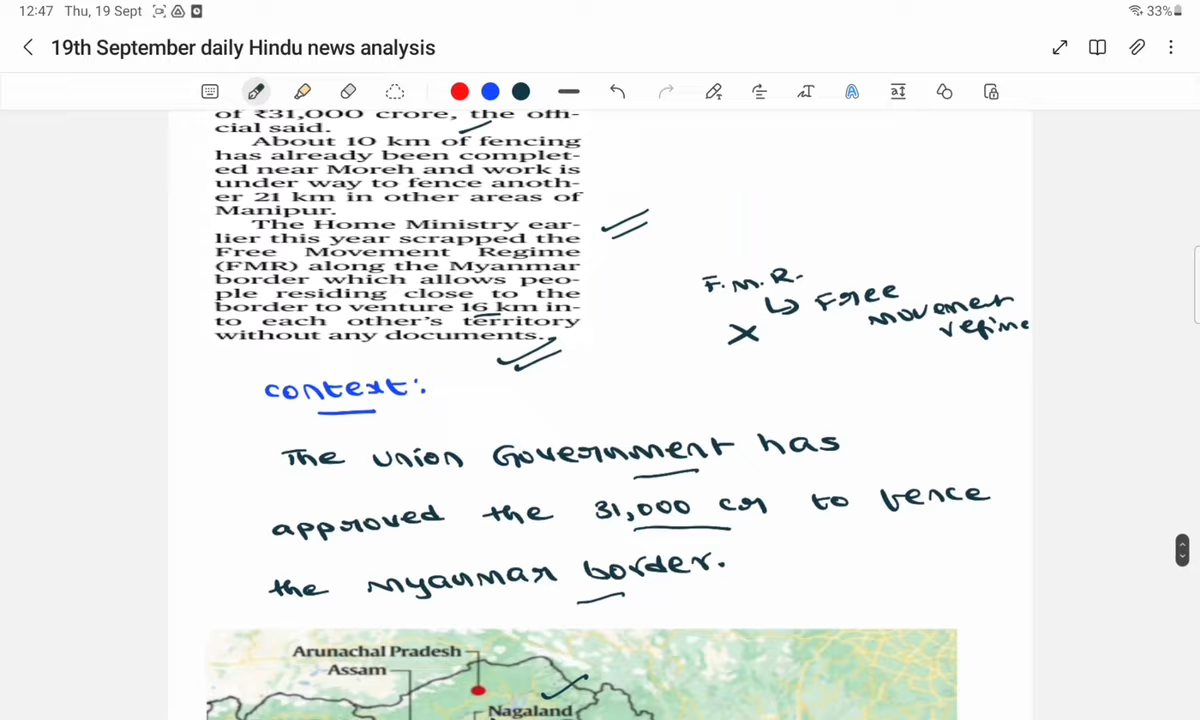 12:47 Thu, 19 Sept
33%
19th September daily Hindu news analysis
of ₹31,000 crore, the offi-
cial said.
About 10 km of fencing
has already been complet-
ed near Moreh and work is
under way to fence anoth-
er 21 km in other areas of
Manipur.
The Home Ministry ear-
lier this year scrapped the
Free Movement Regime
(FMR) along the Myanmar
border which allows peo-
ple residing close to the
border to venture 16 km in-
to each other's territory
without any documents.
F.M.R.
↳ Free
movement
regime
X
context:
The Union Government has
approved the 31,000 cr to fence
the Myanmar border.
Arunachal Pradesh
Assam
Nagaland